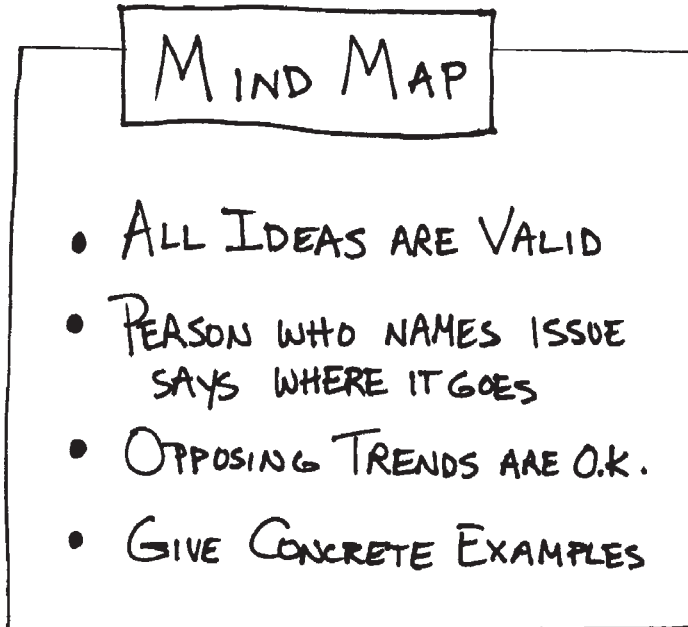 MIND MAP
• ALL IDEAS ARE VALID
• PEASON WHO NAMES ISSUE
SAYS WHERE IT GOES
• OPPOSING TRENDS ARE O.K.
• GIVE CONCRETE EXAMPLES